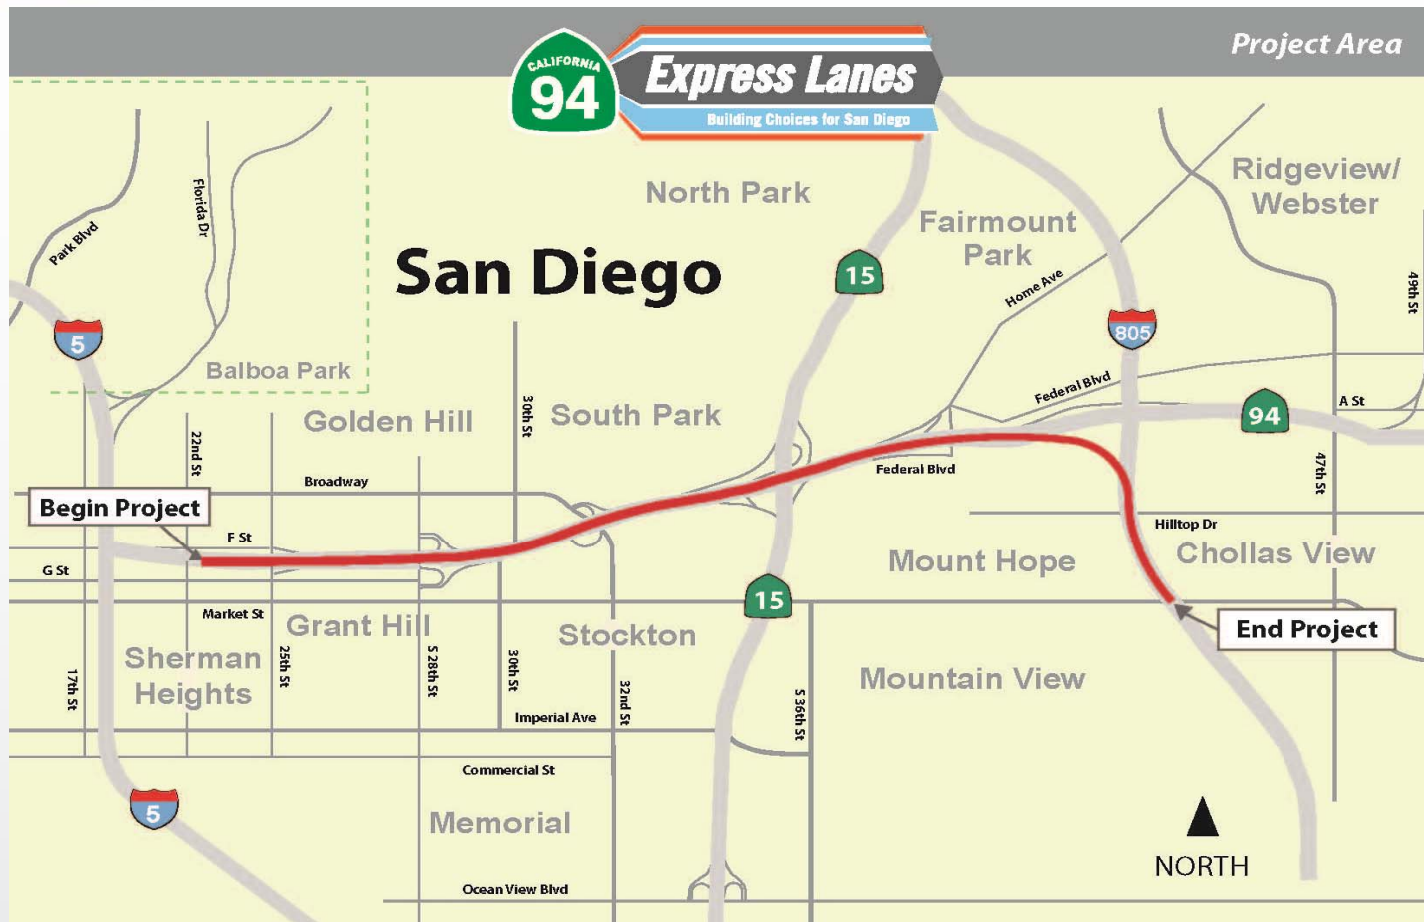 Project Area
CALIFORNIA
94
Express Lanes
Building Choices for San Diego
North Park
Ridgeview/
Webster
Fairmount
Park
Florida Dr
Park Blvd
San Diego
15
Home Ave
49th St
5
805
Balboa Park
Federal Blvd
94
A St
30th St
Golden Hill
South Park
22nd St
Federal Blvd
47th St
Broadway
Begin Project
Hilltop Dr
F St
Mount Hope
Chollas View
G St
15
Market St
Grant Hill
Stockton
End Project
Sherman
Heights
17th St
25th St
S 28th St
30th St
32nd St
S 36th St
Mountain View
Imperial Ave
Commercial St
5
Memorial
NORTH
Ocean View Blvd